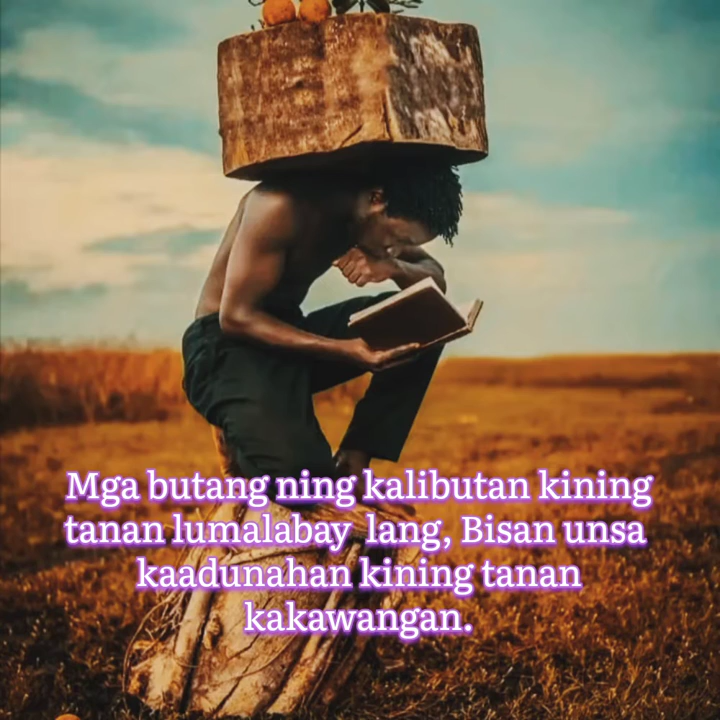 Mga butang ning kalibutan kining
tanan lumalabay lang, Bisan unsa
kaadunahan kining tanan
kakawangan.